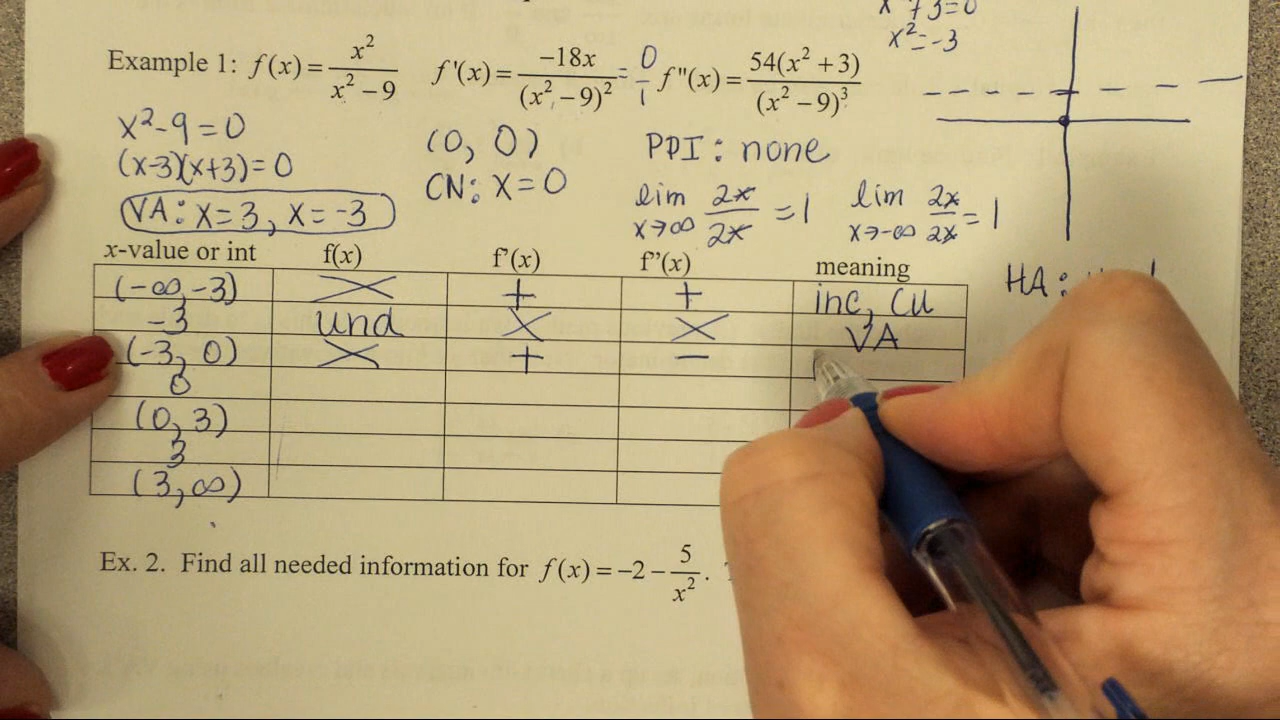 x² + 3 = 0
x² = -3
Example 1: f(x) = x² / (x² − 9)   f'(x) = −18x / (x² − 9)² = 0/1   f"(x) = 54(x² + 3) / (x² − 9)³
x² - 9 = 0
(x-3)(x+3) = 0
VA: x = 3, x = -3
(0, 0)
CN: x = 0
PPI: none
lim x→∞ 2x/2x = 1   lim x→-∞ 2x/2x = 1
HA:
x-value or int   f(x)   f'(x)   f"(x)   meaning
(-∞, -3)   X   +   +   inc, CU
-3   und   X   X   VA
(-3, 0)   X   +   −
0
(0, 3)
3
(3, ∞)
Ex. 2. Find all needed information for f(x) = −2 − 5/x².